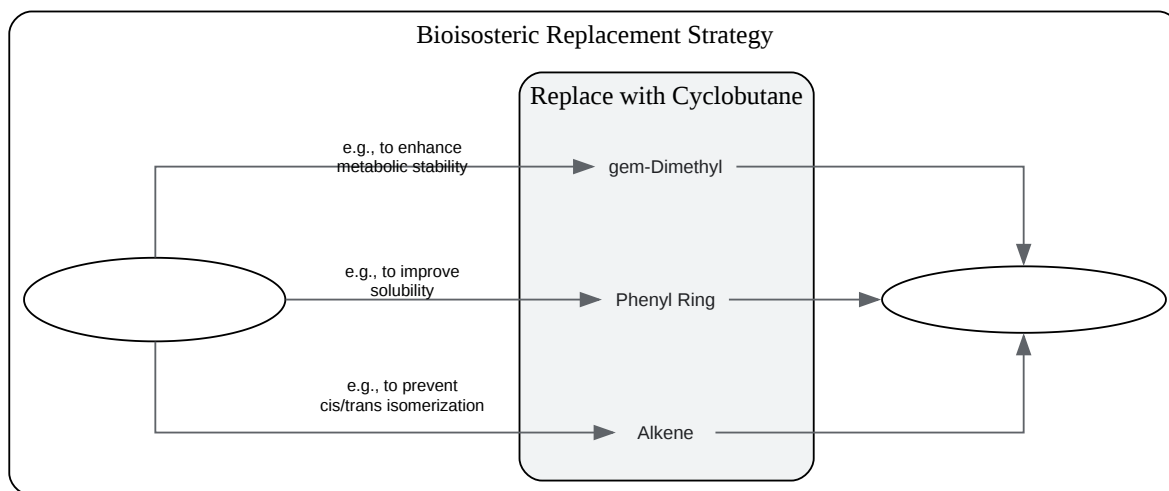 Bioisosteric Replacement Strategy
Replace with Cyclobutane
e.g., to enhance
metabolic stability
gem-Dimethyl
e.g., to improve
solubility
Phenyl Ring
e.g., to prevent
cis/trans isomerization
Alkene